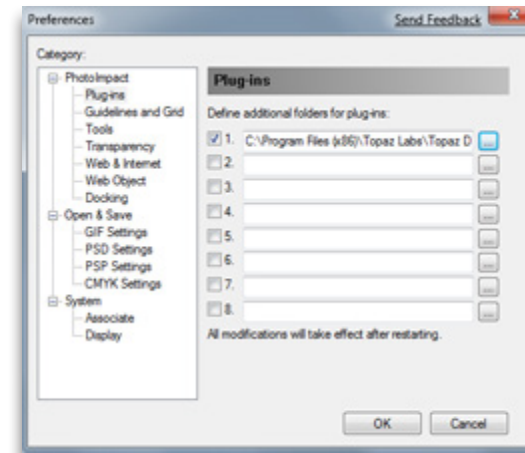 Preferences
Send Feedback
Category:
PhotoImpact
Plug-ins
Guidelines and Grid
Tools
Transparency
Web & Internet
Web Object
Docking
Open & Save
GIF Settings
PSD Settings
PSP Settings
CMYK Settings
System
Associate
Display
Plug-ins
Define additional folders for plug-ins:
1. C:\Program Files (x86)\Topaz Labs\Topaz D ...
2. ...
3. ...
4. ...
5. ...
6. ...
7. ...
8. ...
All modifications will take effect after restarting.
OK Cancel